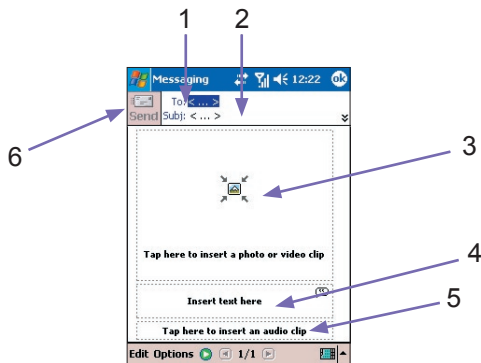 1 2
Messaging 12:22 ok
To: < ... >
Send Subj: < ... >
6
3
Tap here to insert a photo or video clip
4
Insert text here
5
Tap here to insert an audio clip
Edit Options 1/1